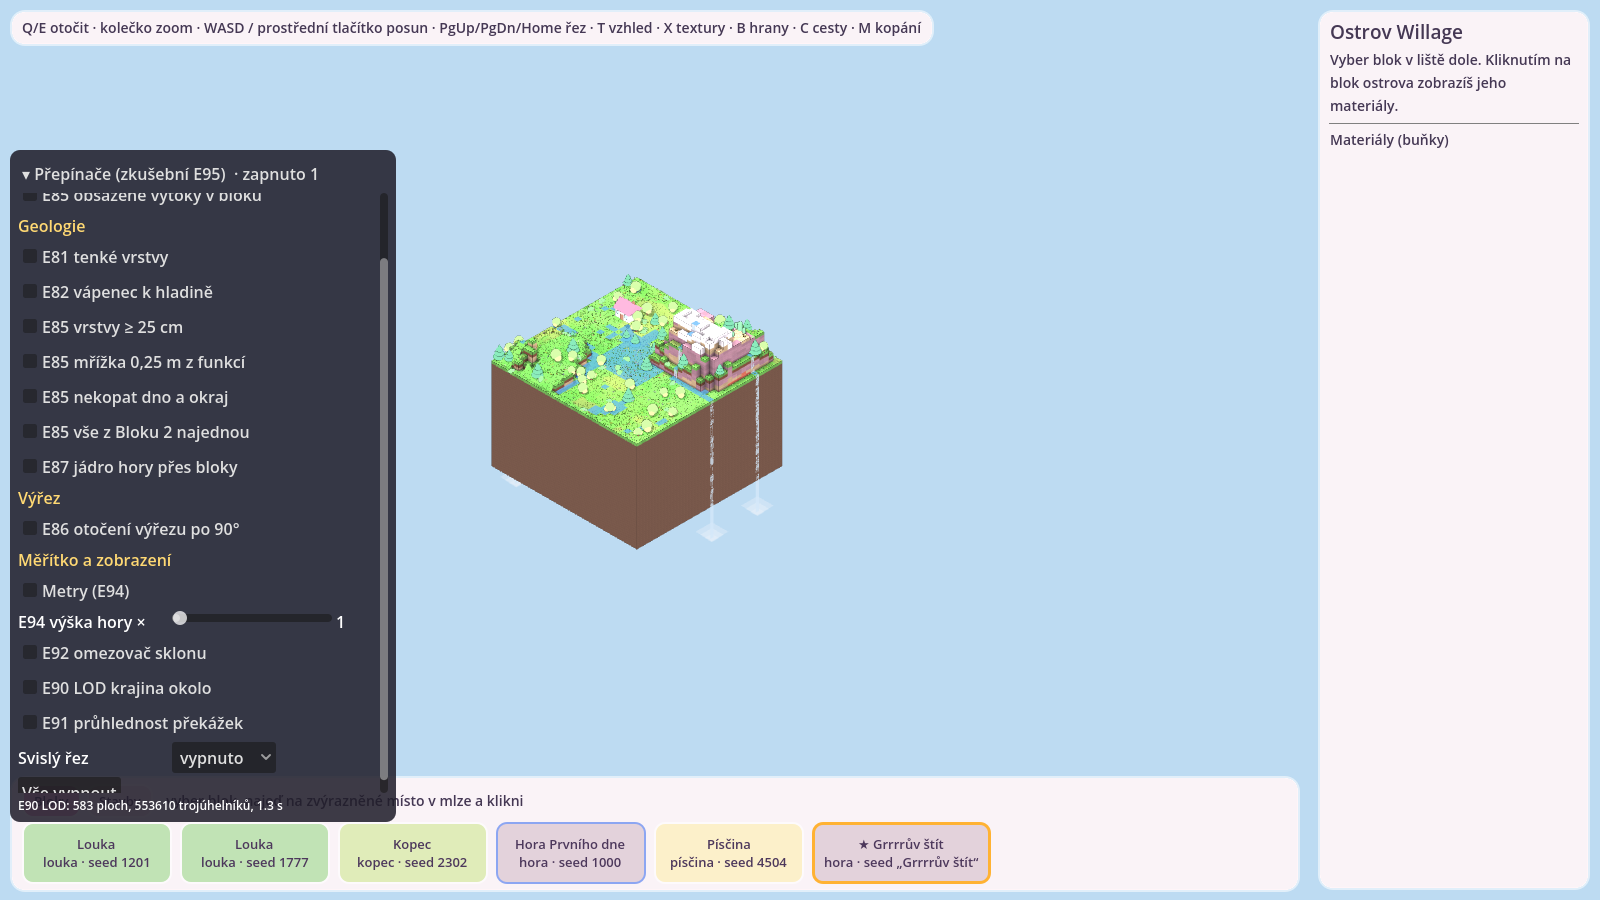 Q/E otočit · kolečko zoom · WASD / prostřední tlačítko posun · PgUp/PgDn/Home řez · T vzhled · X textury · B hrany · C cesty · M kopání
Ostrov Willage
Vyber blok v liště dole. Kliknutím na
blok ostrova zobrazíš jeho
materiály.
Materiály (buňky)
▾ Přepínače (zkušební E95) · zapnuto 1
E85 obsazené výtoky v bloku
Geologie
E81 tenké vrstvy
E82 vápenec k hladině
E85 vrstvy ≥ 25 cm
E85 mřížka 0,25 m z funkcí
E85 nekopat dno a okraj
E85 vše z Bloku 2 najednou
E87 jádro hory přes bloky
Výřez
E86 otočení výřezu po 90°
Měřítko a zobrazení
Metry (E94)
E94 výška hory × 1
E92 omezovač sklonu
E90 LOD krajina okolo
E91 průhlednost překážek
Svislý řez vypnuto
Vše vypnout
E90 LOD: 583 ploch, 553610 trojúhelníků, 1.3 s
na zvýrazněné místo v mlze a klikni
Louka
louka · seed 1201
Louka
louka · seed 1777
Kopec
kopec · seed 2302
Hora Prvního dne
hora · seed 1000
Písčina
písčina · seed 4504
★ Grrrrův štít
hora · seed „Grrrrův štít“